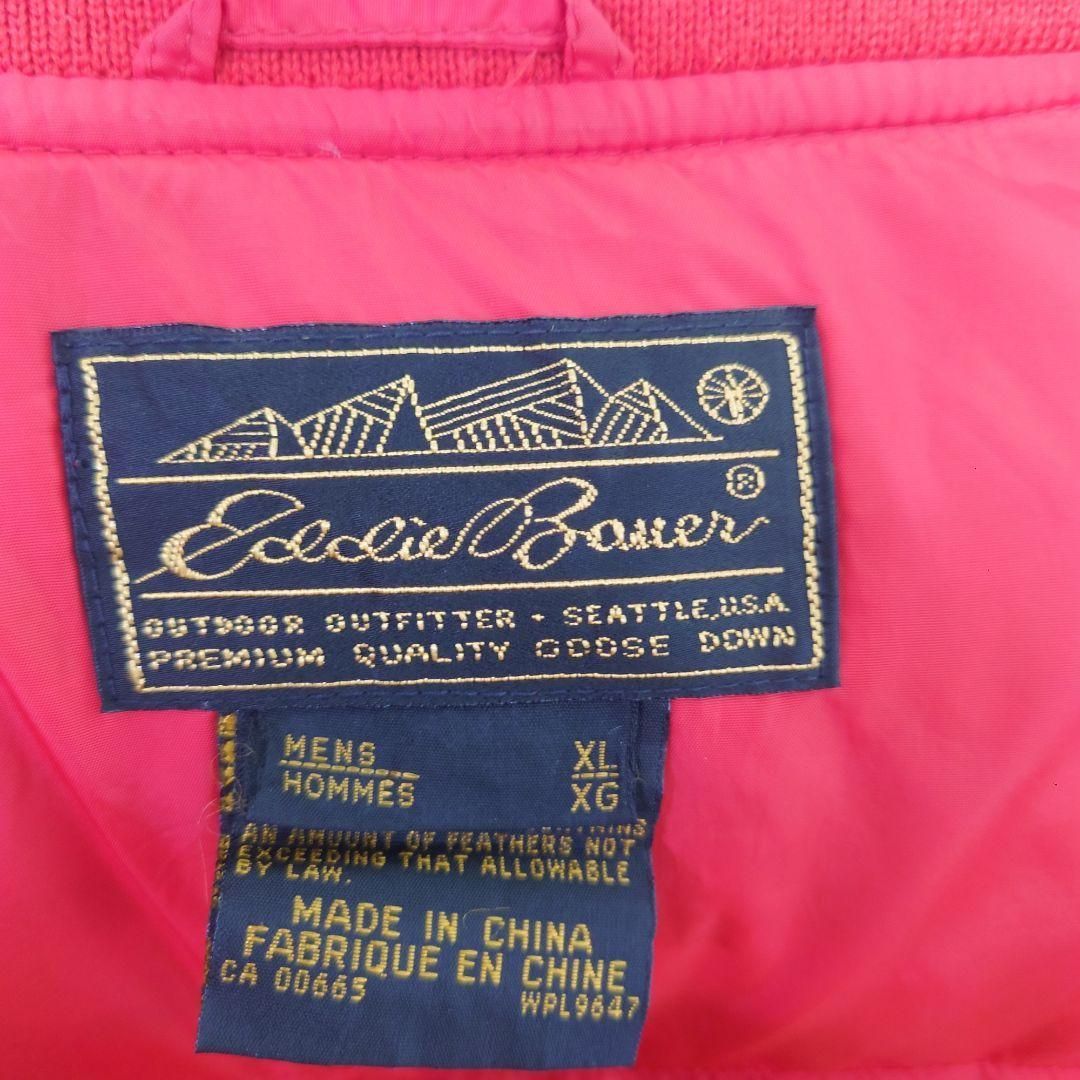 Eddie Bauer ®
OUTDOOR OUTFITTER - SEATTLE, U.S.A.
PREMIUM QUALITY GOOSE DOWN
MENS XL
HOMMES XG
AN AMOUNT OF FEATHERS NOT
EXCEEDING THAT ALLOWABLE
BY LAW.
MADE IN CHINA
FABRIQUE EN CHINE
CA 00665
WPL9647